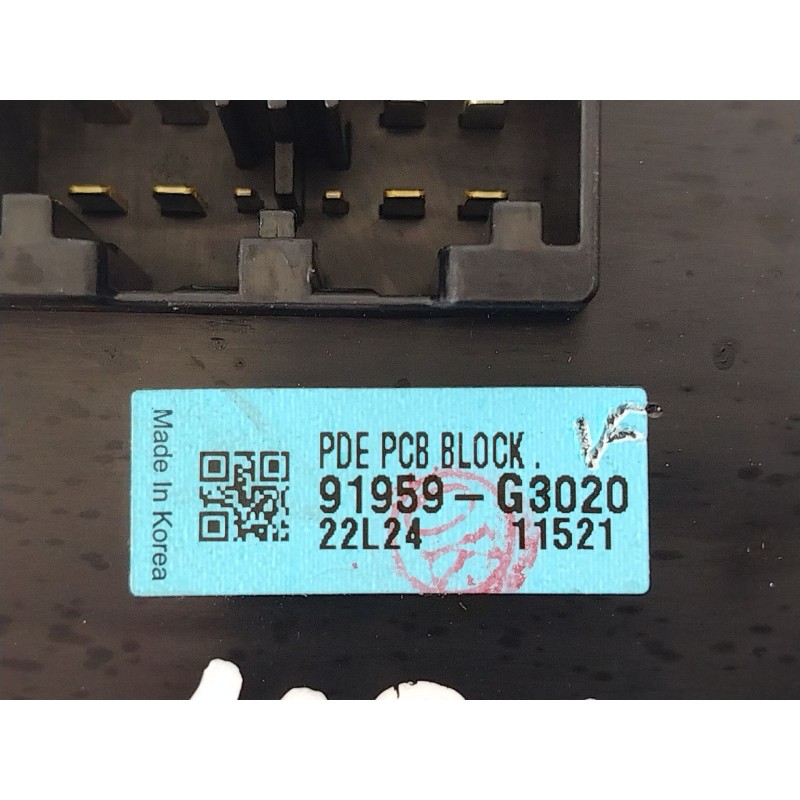 Made In Korea
PDE PCB BLOCK.
91959-G3020
22L24 11521